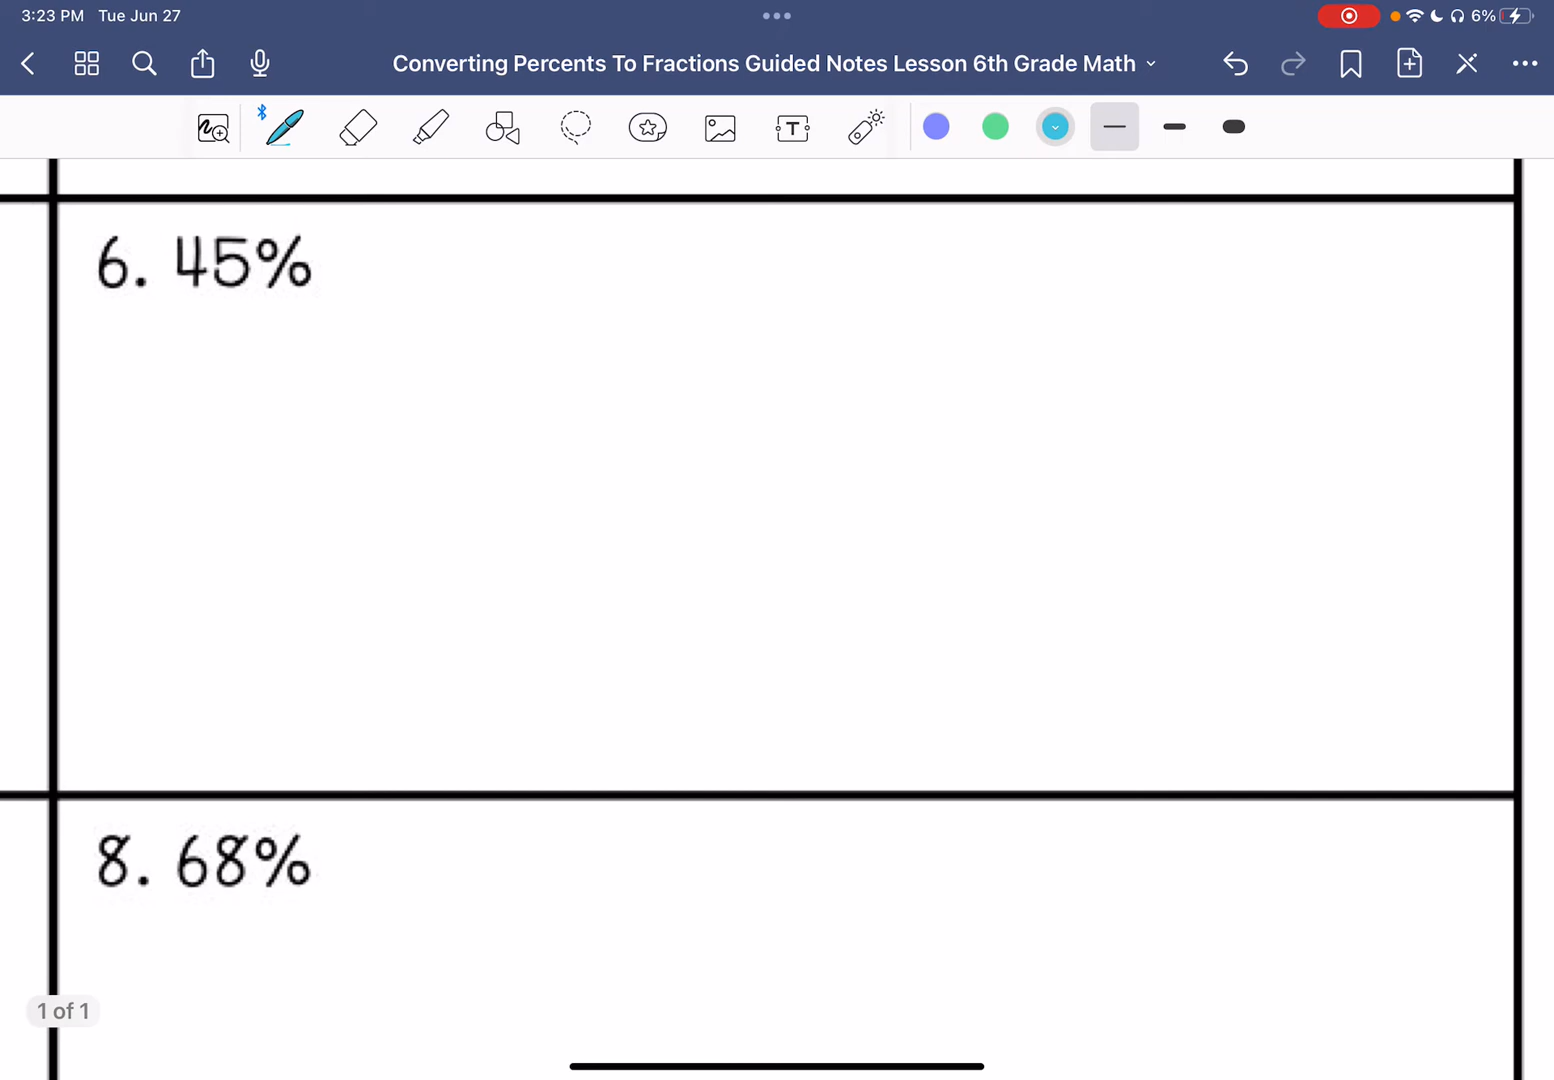 3:23 PM Tue Jun 27
6%
Converting Percents To Fractions Guided Notes Lesson 6th Grade Math
T
6. 45%
8. 68%
1 of 1